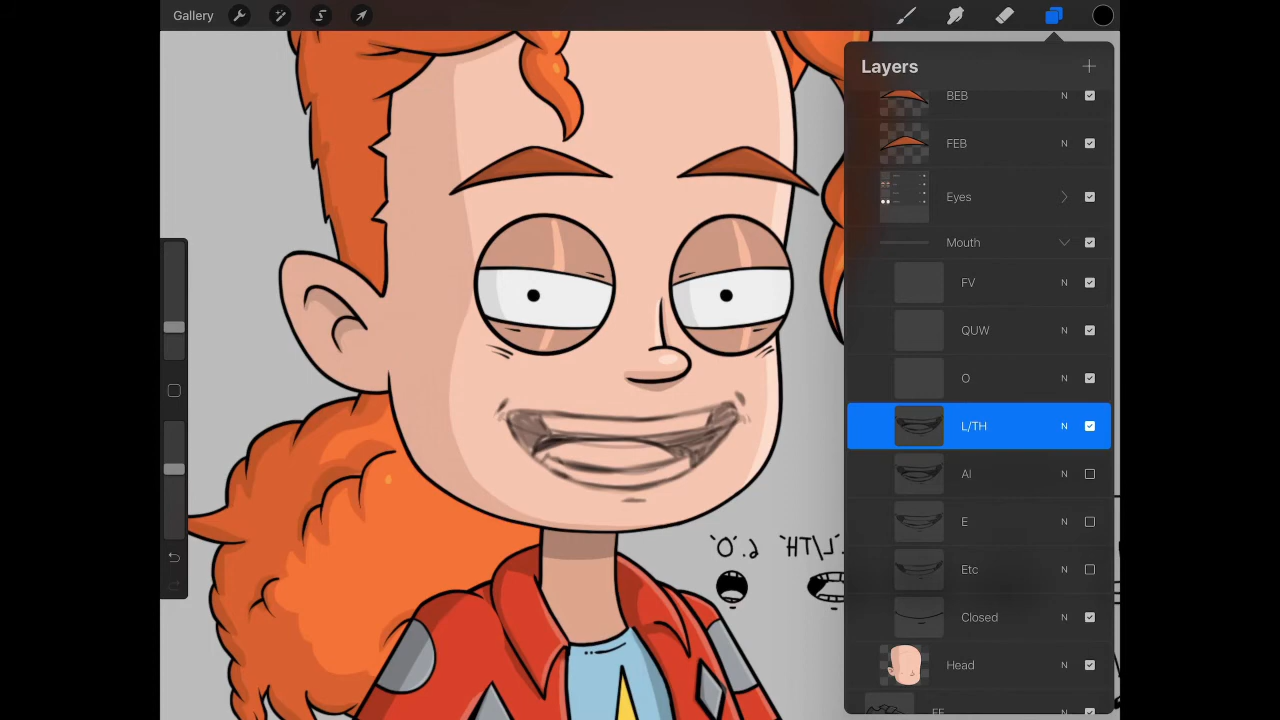 Gallery
Layers
BEB N
FEB N
Eyes
Mouth
FV N
QUW N
O N
L/TH N
AI N
E N
Etc N
Closed N
Head N